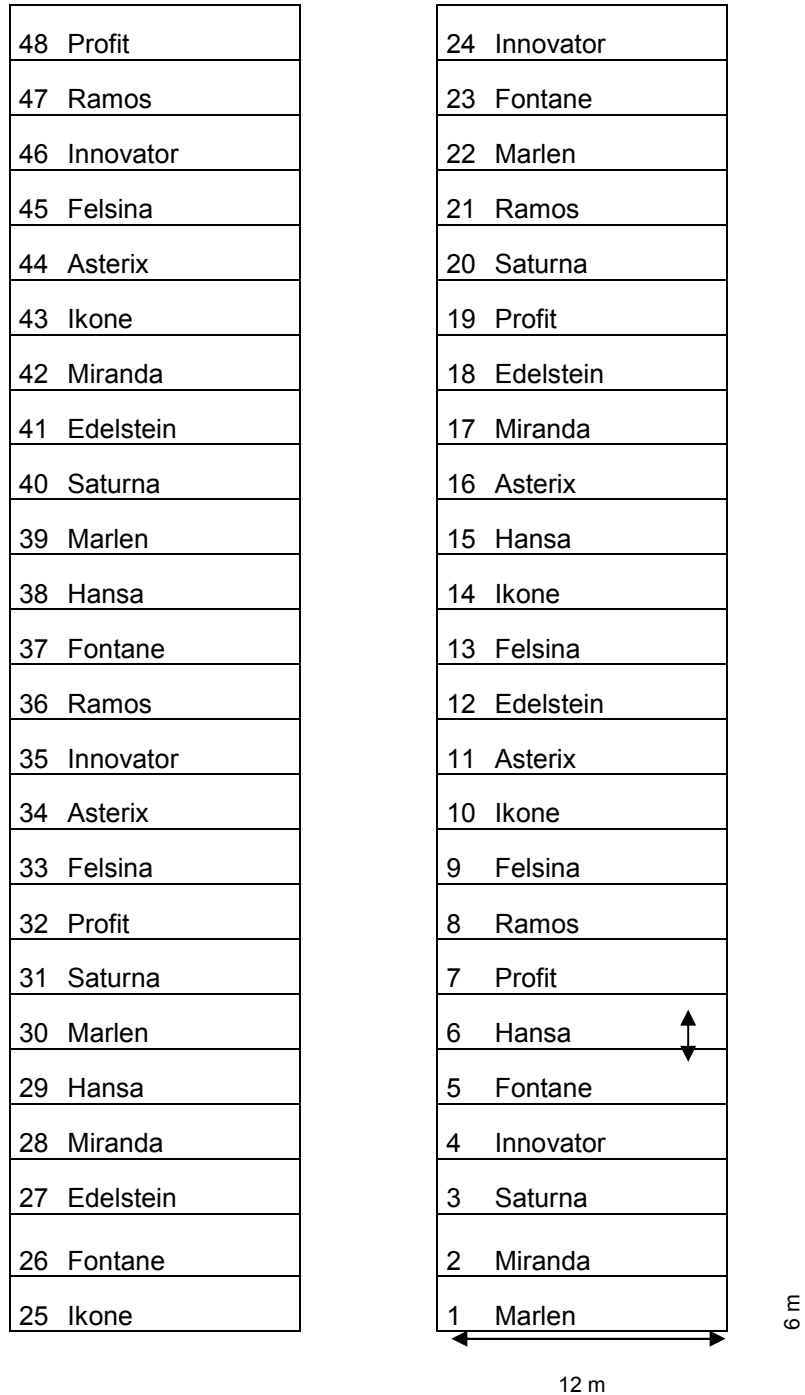 48 Profit
47 Ramos
46 Innovator
45 Felsina
44 Asterix
43 Ikone
42 Miranda
41 Edelstein
40 Saturna
39 Marlen
38 Hansa
37 Fontane
36 Ramos
35 Innovator
34 Asterix
33 Felsina
32 Profit
31 Saturna
30 Marlen
29 Hansa
28 Miranda
27 Edelstein
26 Fontane
25 Ikone
24 Innovator
23 Fontane
22 Marlen
21 Ramos
20 Saturna
19 Profit
18 Edelstein
17 Miranda
16 Asterix
15 Hansa
14 Ikone
13 Felsina
12 Edelstein
11 Asterix
10 Ikone
9 Felsina
8 Ramos
7 Profit
6 Hansa
5 Fontane
4 Innovator
3 Saturna
2 Miranda
1 Marlen
6 m
12 m